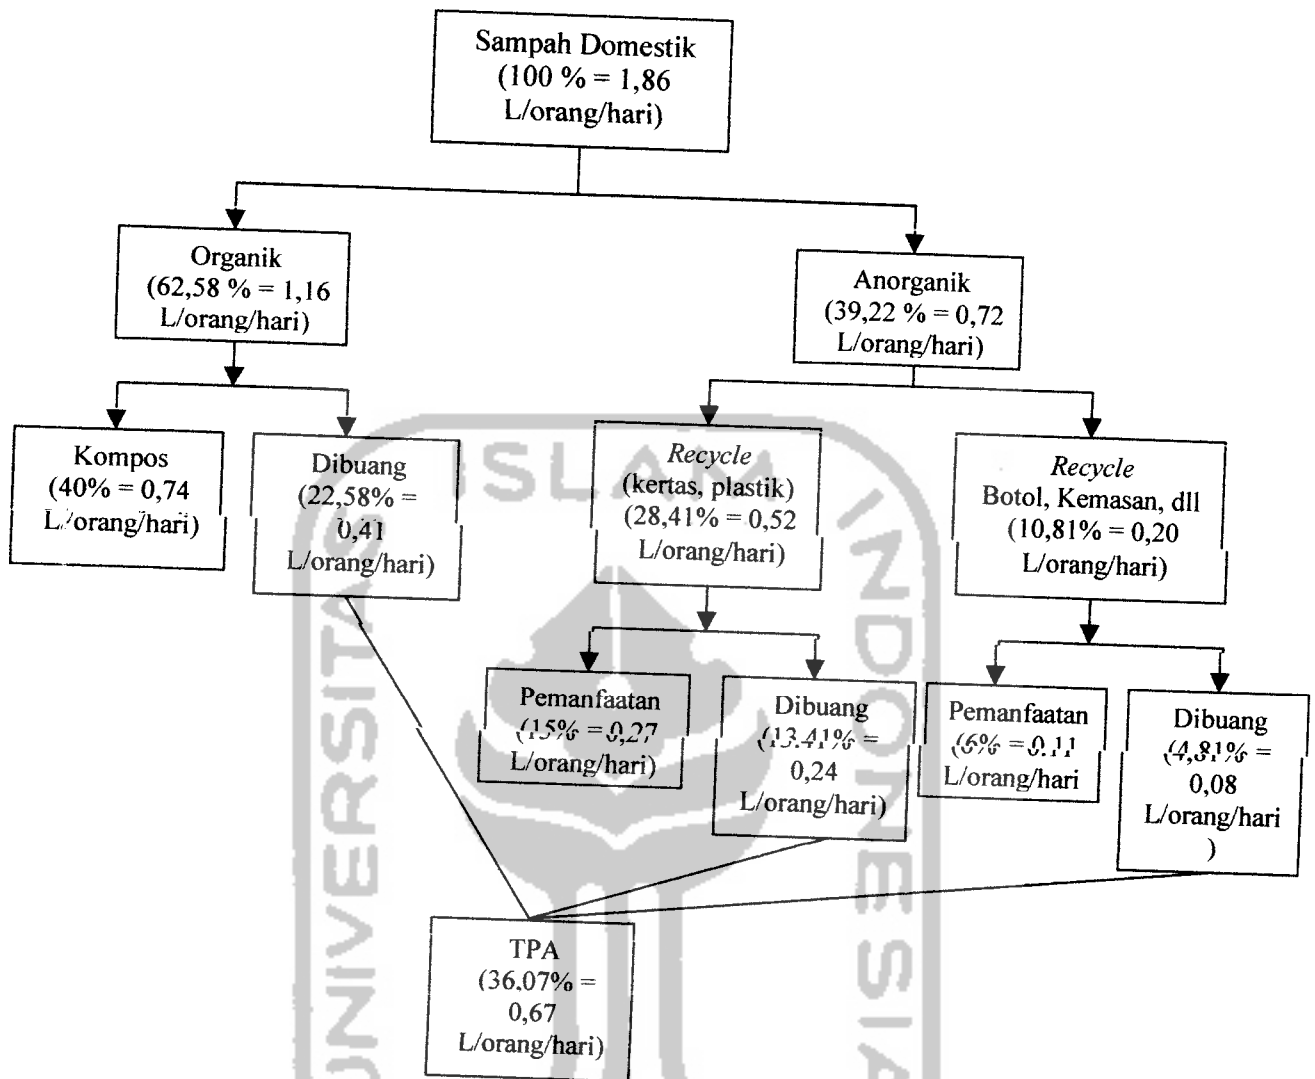 Sampah Domestik
(100 % = 1,86
L/orang/hari)
Organik
(62,58 % = 1,16
L/orang/hari)
Anorganik
(39,22 % = 0,72
L/orang/hari)
Kompos
(40% = 0,74
L/orang/hari)
Dibuang
(22,58% =
0,41
L/orang/hari)
Recycle
(kertas, plastik)
(28,41% = 0,52
L/orang/hari)
Recycle
Botol, Kemasan, dll
(10,81% = 0,20
L/orang/hari)
Pemanfaatan
(15% = 0,27
L/orang/hari)
Dibuang
(13.41% =
0,24
L/orang/hari)
Pemanfaatan
(6% = 0.11
L/orang/hari
Dibuang
(4,81% =
0,08
L/orang/hari
)
TPA
(36,07% =
0,67
L/orang/hari)
UNIVERSITAS
ISLAM
INDONESIA